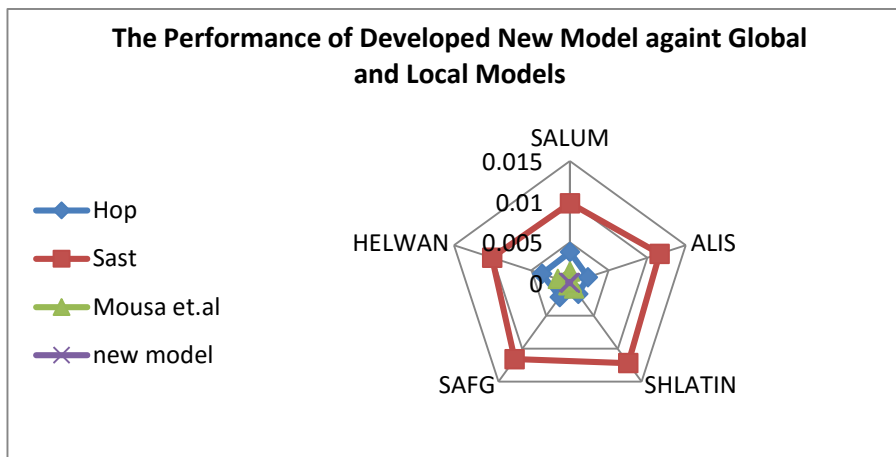 The Performance of Developed New Model againt Global
and Local Models
SALUM
0.015
0.01
0.005
0
ALIS
SHLATIN
SAFG
HELWAN
Hop
Sast
Mousa et.al
new model